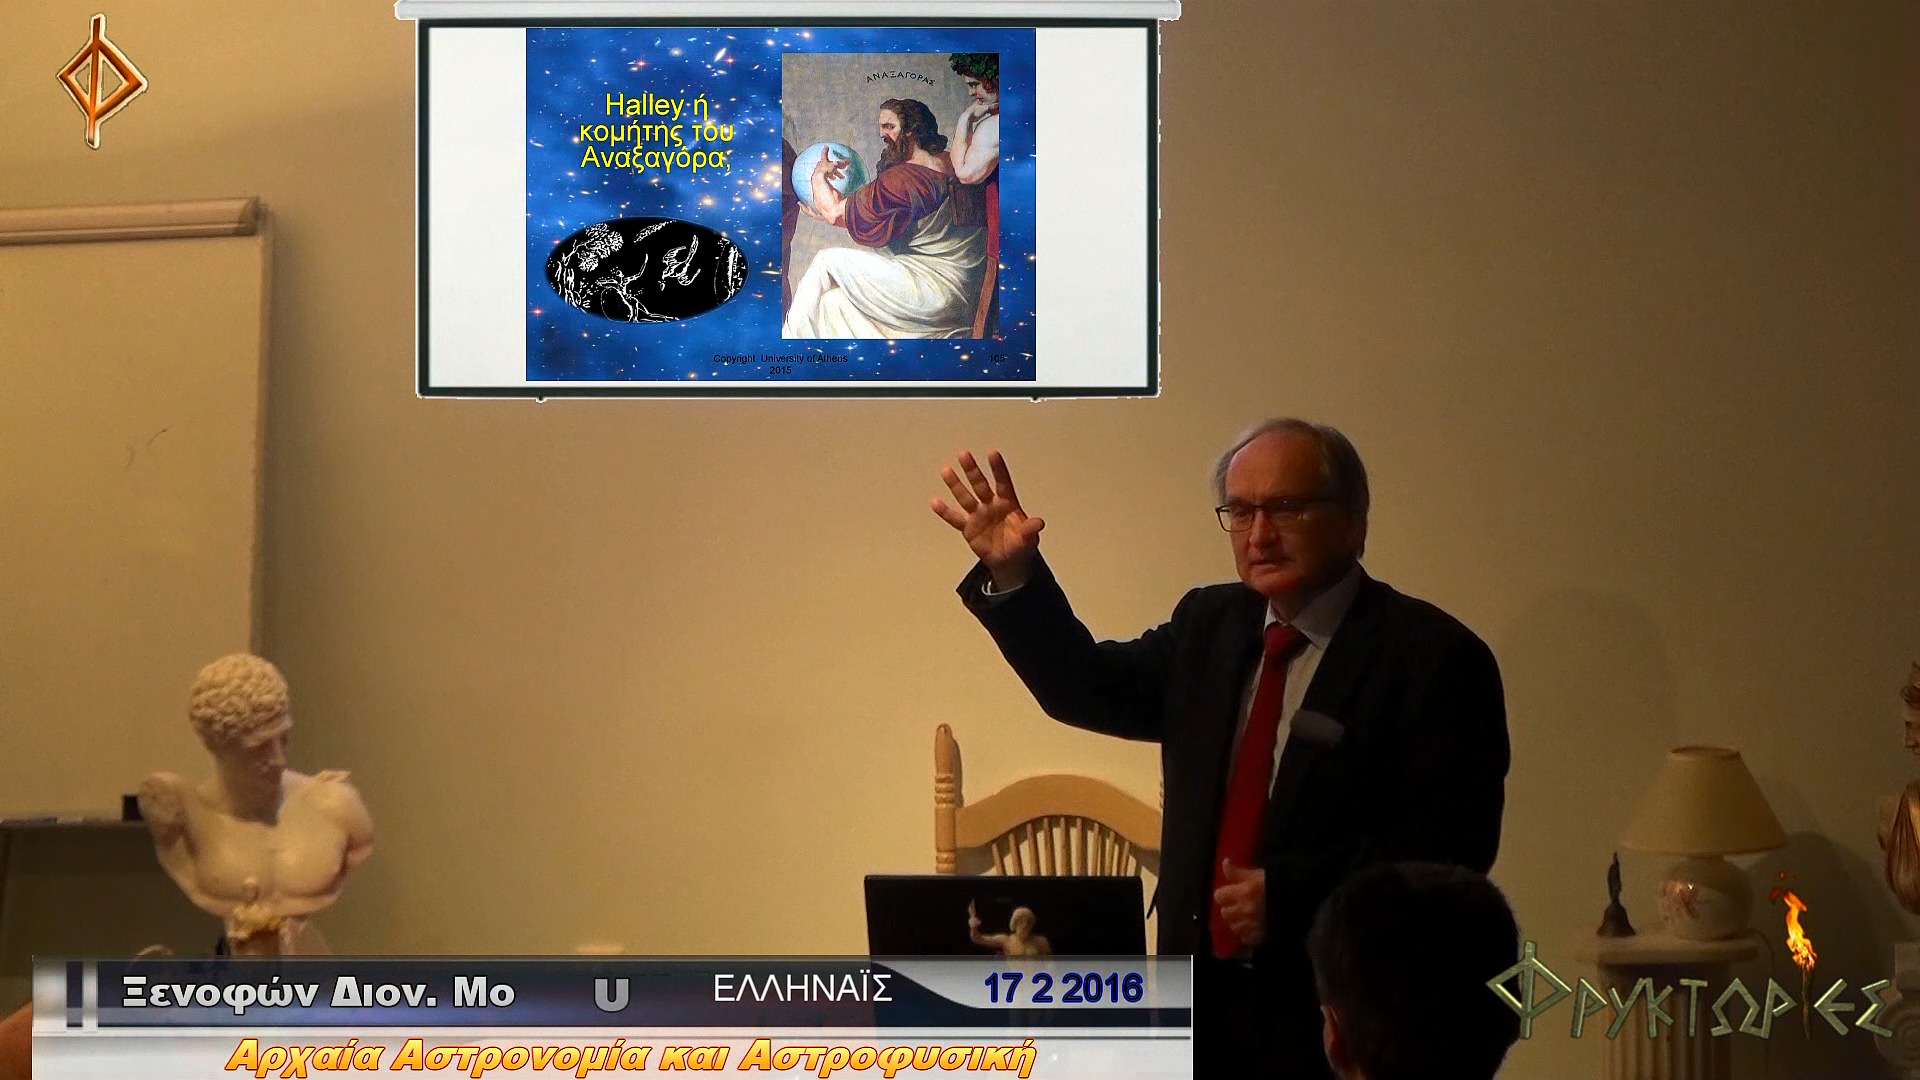 Halley ή
κομήτης του
Αναξαγόρα;
ΑΝΑΞΑΓΟΡΑΣ
Copyright University of Athens
2015
105
Ξενοφών Διον. Μο υ
ΕΛΛΗΝΑΪΣ
17 2 2016
Αρχαία Αστρονομία και Αστροφυσική
ΦΡΥΚΤΩΡΙΕΣ